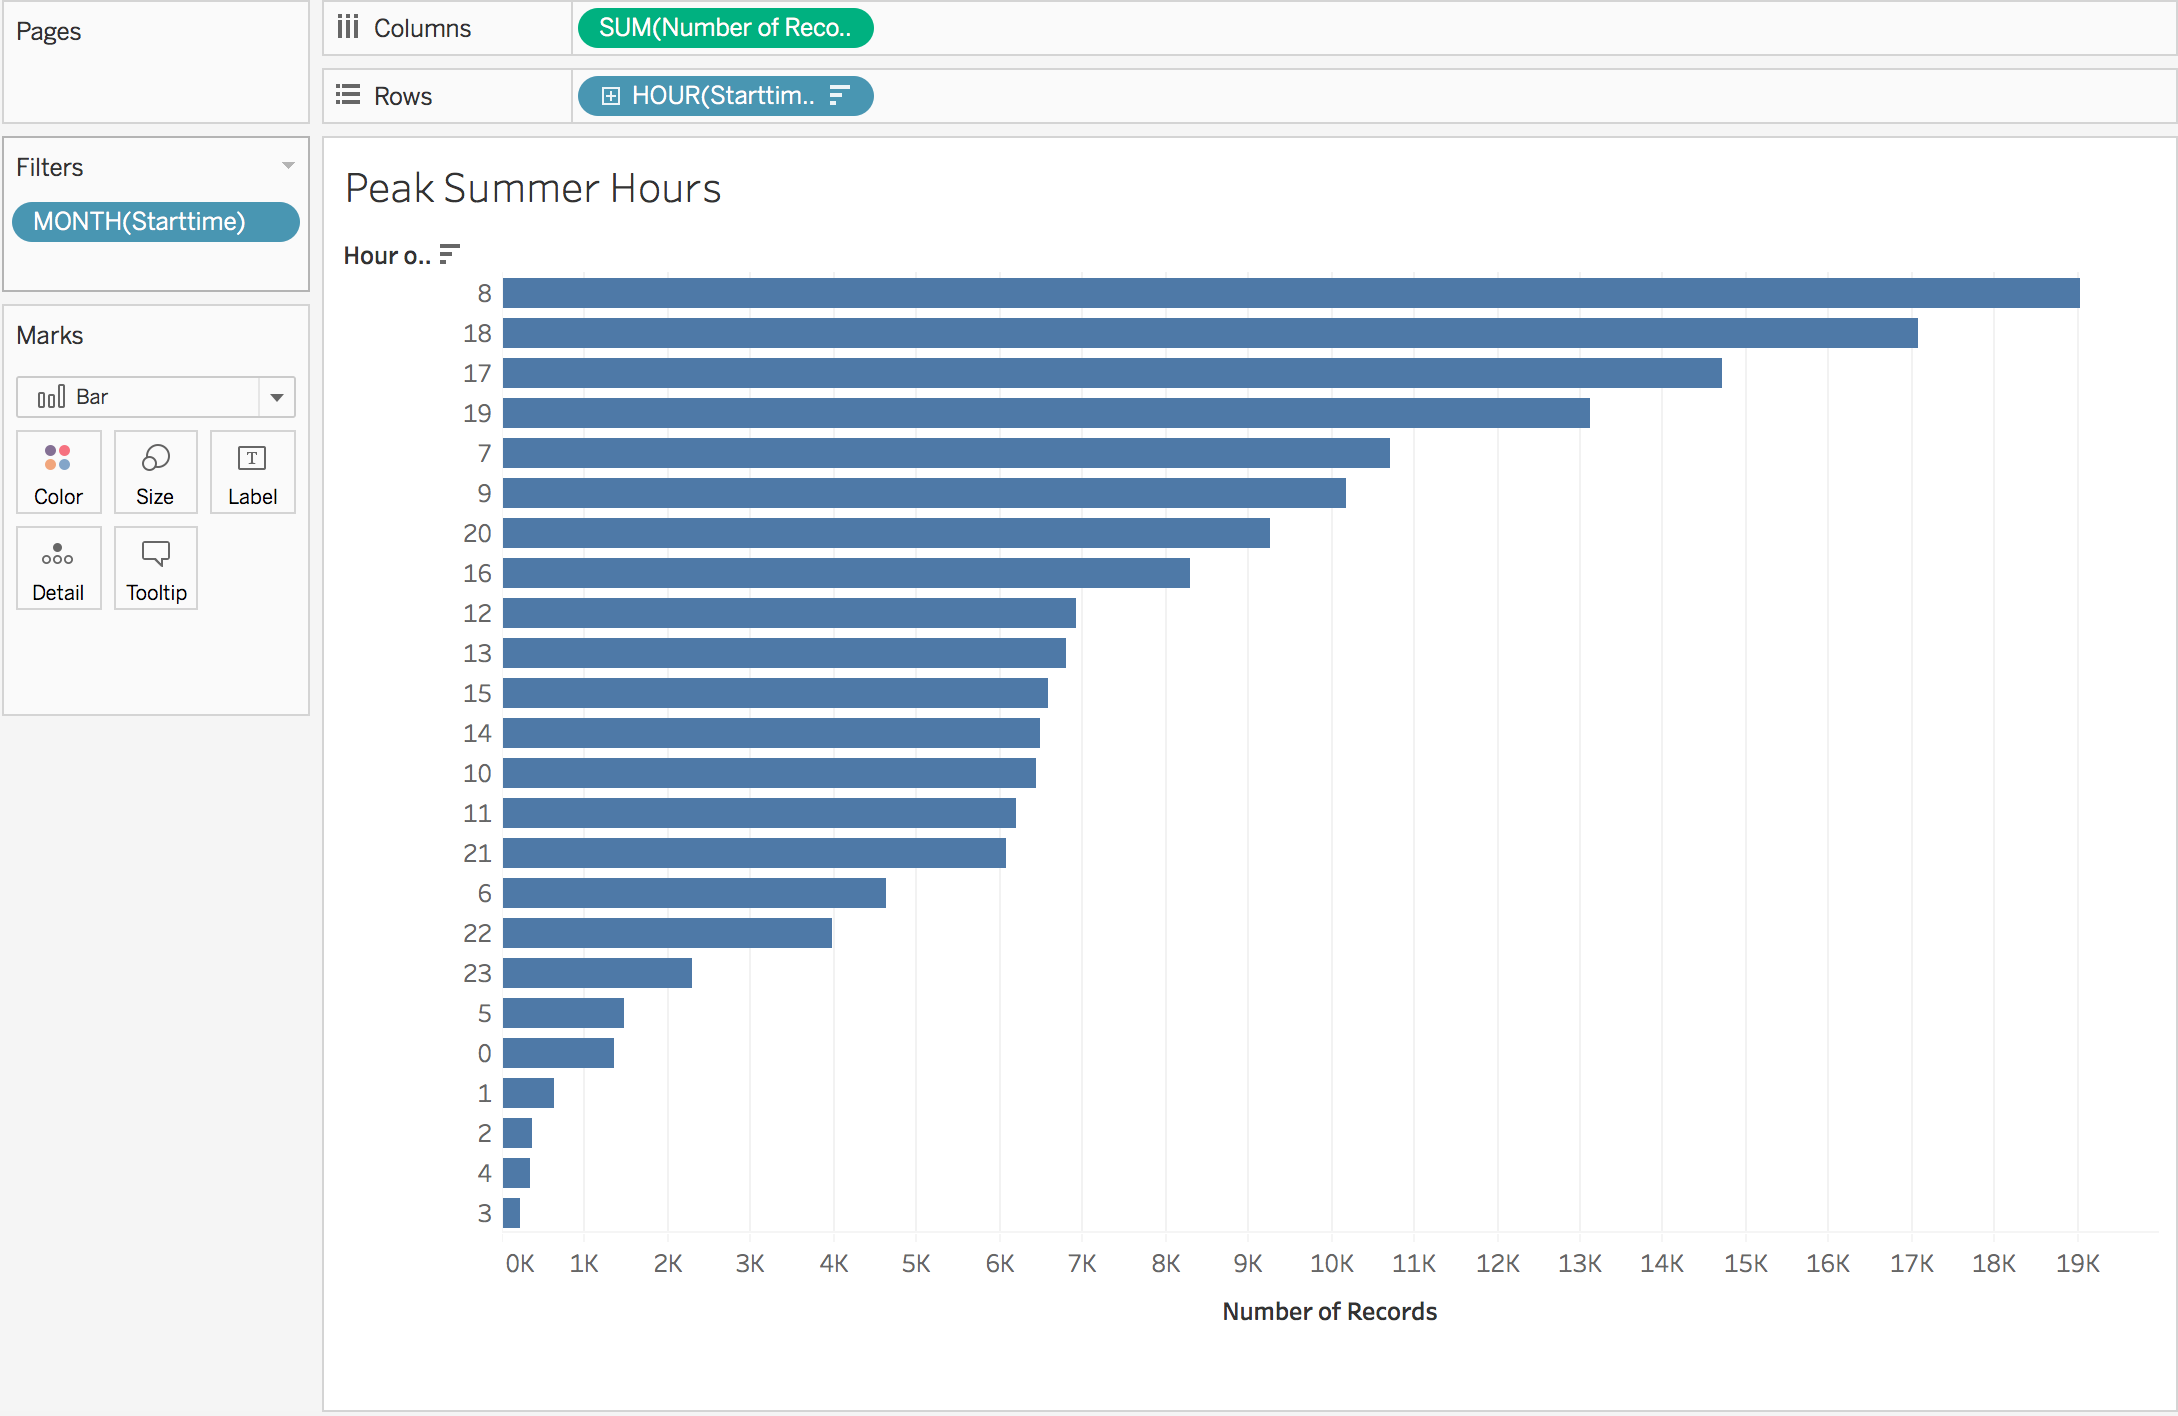 Pages
Columns
SUM(Number of Reco..
Rows
HOUR(Starttim..
Filters
MONTH(Starttime)
Marks
Bar
Color
Size
T
Label
Detail
Tooltip
Peak Summer Hours
Hour o..
8
18
17
19
7
9
20
16
12
13
15
14
10
11
21
6
22
23
5
0
1
2
4
3
0K 1K 2K 3K 4K 5K 6K 7K 8K 9K 10K 11K 12K 13K 14K 15K 16K 17K 18K 19K
Number of Records